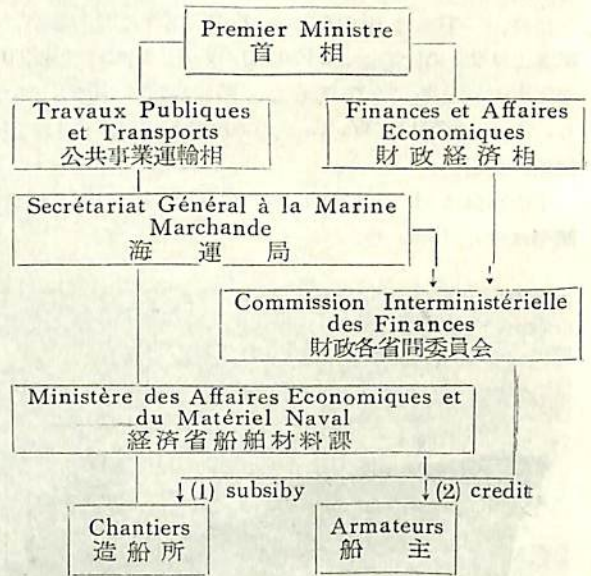 Premier Ministre
首相
Travaux Publiques
et Transports
公共事業運輸相
Finances et Affaires
Economiques
財政経済相
Secrétariat Général à la Marine
Marchande
海運局
Commission Interministérielle
des Finances
財政各省間委員会
Ministère des Affaires Economiques et
du Matériel Naval
経済省船舶材料課
(1) subsiby
(2) credit
Chantiers
造船所
Armateurs
船主